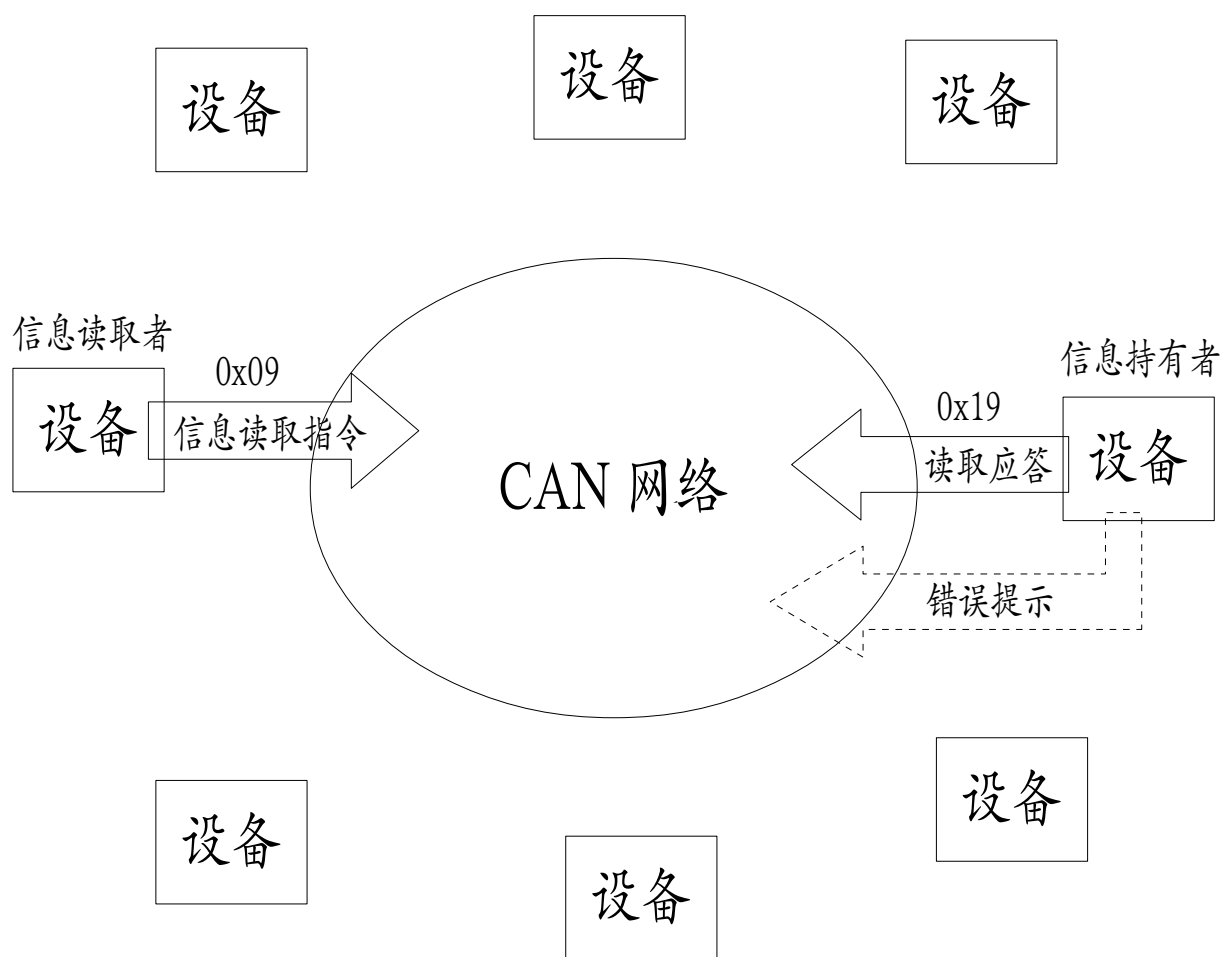 设备
设备
设备
信息读取者
0x09
设备
信息读取指令
CAN 网络
信息持有者
0x19
读取应答
设备
错误提示
设备
设备
设备